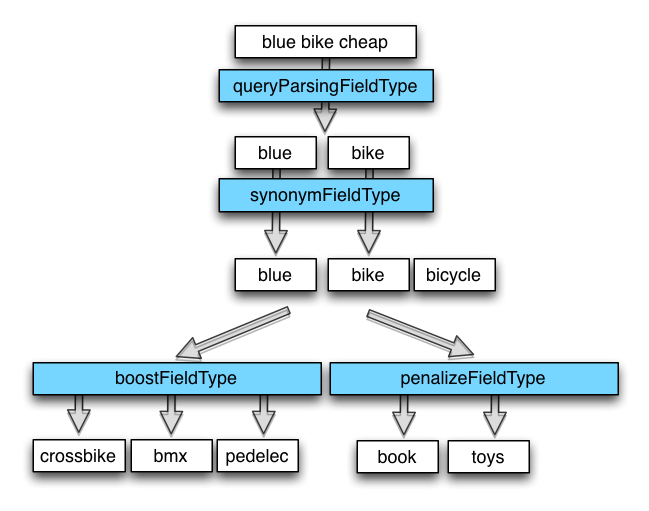 blue bike cheap
queryParsingFieldType
blue bike
synonymFieldType
blue bike bicycle
boostFieldType penalizeFieldType
crossbike bmx pedelec book toys